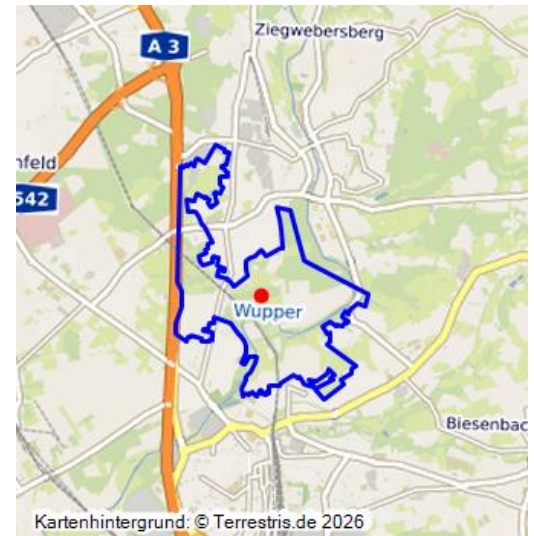 Ziegwebersberg
A 3
nfeld
542
Wupper
Biesenbac
Kartenhintergrund: © Terrestris.de 2026